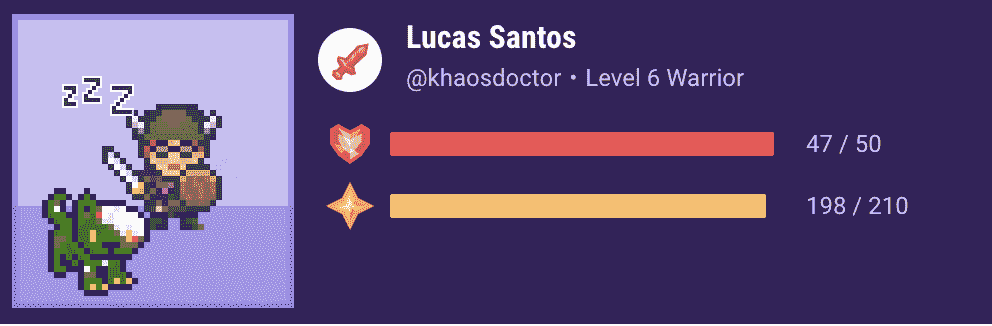 zZZ
Lucas Santos
@khaosdoctor • Level 6 Warrior
47 / 50
198 / 210